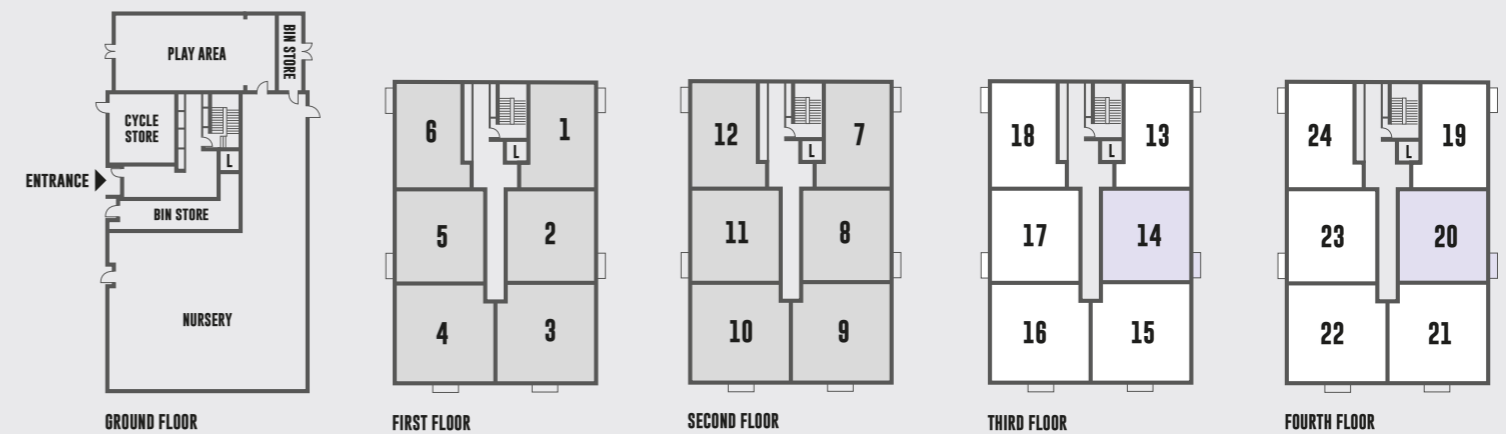 PLAY AREA
BIN STORE
CYCLE
STORE
L
ENTRANCE
BIN STORE
NURSERY
GROUND FLOOR
6
1
L
5
2
4
3
FIRST FLOOR
12
7
L
11
8
10
9
SECOND FLOOR
18
13
L
17
14
16
15
THIRD FLOOR
24
19
L
23
20
22
21
FOURTH FLOOR